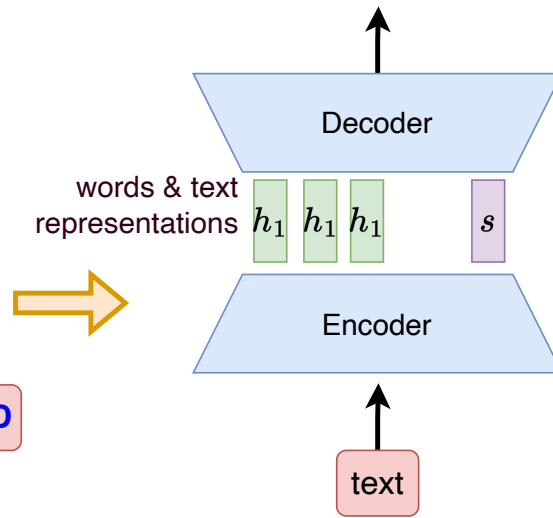 Decoder
words & text
representations
h₁ h₁ h₁ s
Encoder
text